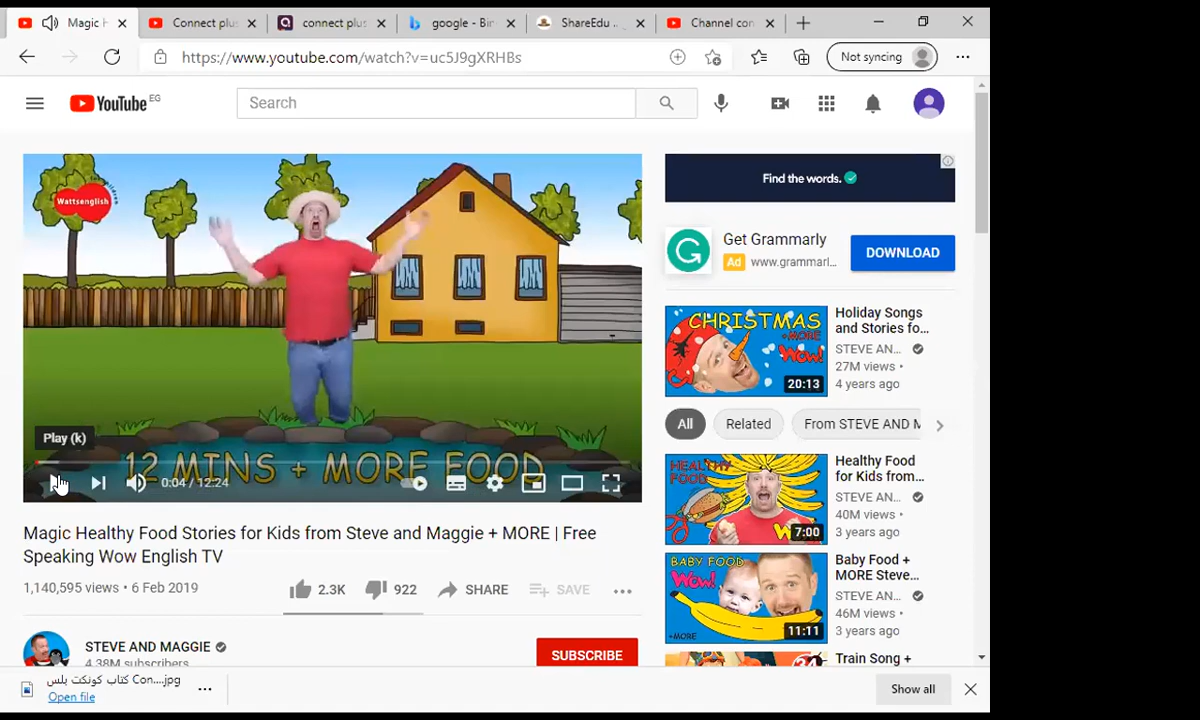 Magic H
Connect plu
connect plu
google - Bin
ShareEdu ..
Channel con
https://www.youtube.com/watch?v=uc5J9gXRHBs
Not syncing
YouTube EG
Search
Wattsenglish
Find the words.
Get Grammarly
Ad www.grammarl...
DOWNLOAD
CHRISTMAS
+MORE
Wow!
20:13
Holiday Songs
and Stories fo...
STEVE AN...
27M views •
4 years ago
All
Related
From STEVE AND M
Play (k)
12 MINS + MORE FOOD
0:04 / 12:24
HEALTHY
FOOD
7:00
Healthy Food
for Kids from...
STEVE AN...
40M views •
3 years ago
Magic Healthy Food Stories for Kids from Steve and Maggie + MORE | Free
Speaking Wow English TV
1,140,595 views • 6 Feb 2019
2.3K
922
SHARE
SAVE
BABY FOOD
Wow!
+MORE
11:11
Baby Food +
MORE Steve...
STEVE AN...
46M views •
3 years ago
STEVE AND MAGGIE
4.38M subscribers
SUBSCRIBE
Train Song +
كتاب كونكت بلس Con....jpg
Open file
Show all